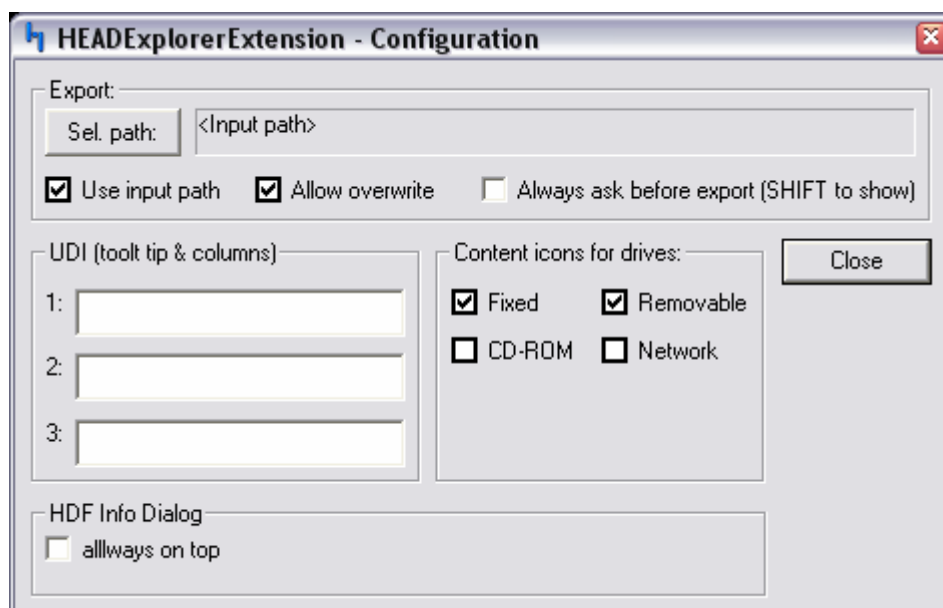 HEADExplorerExtension - Configuration
Export:
Sel. path:
<Input path>
Use input path
Allow overwrite
Always ask before export (SHIFT to show)
UDI (toolt tip & columns)
1:
2:
3:
Content icons for drives:
Fixed
Removable
CD-ROM
Network
Close
HDF Info Dialog
alllways on top